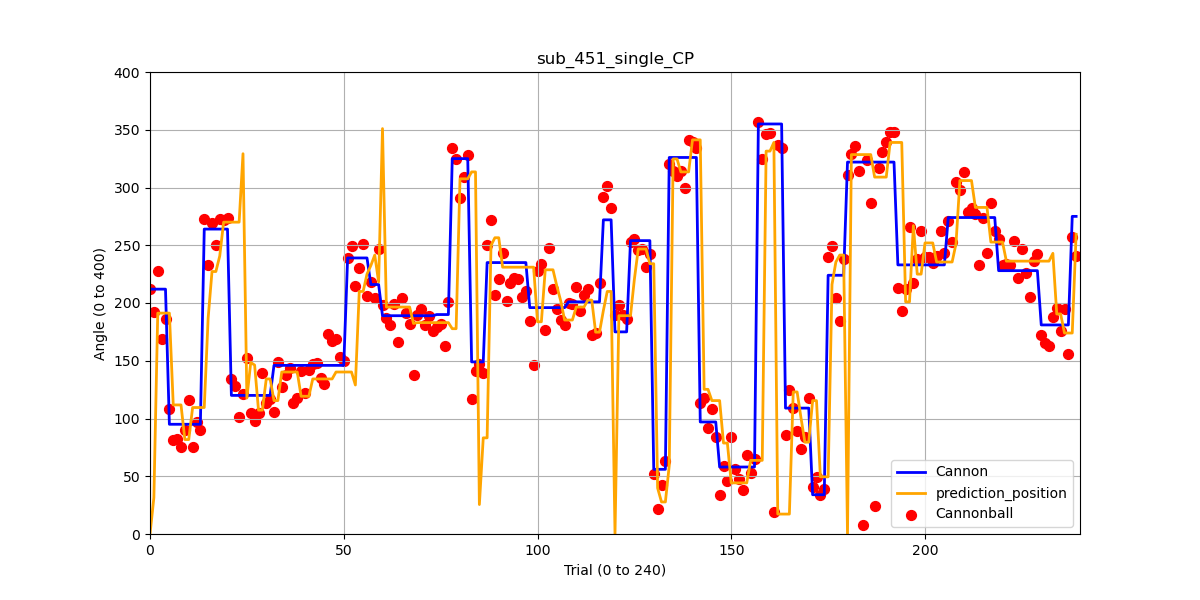 sub_451_single_CP
400
350
300
250
200
150
100
50
0
Angle (0 to 400)
0
50
100
150
200
Trial (0 to 240)
Cannon
prediction_position
Cannonball